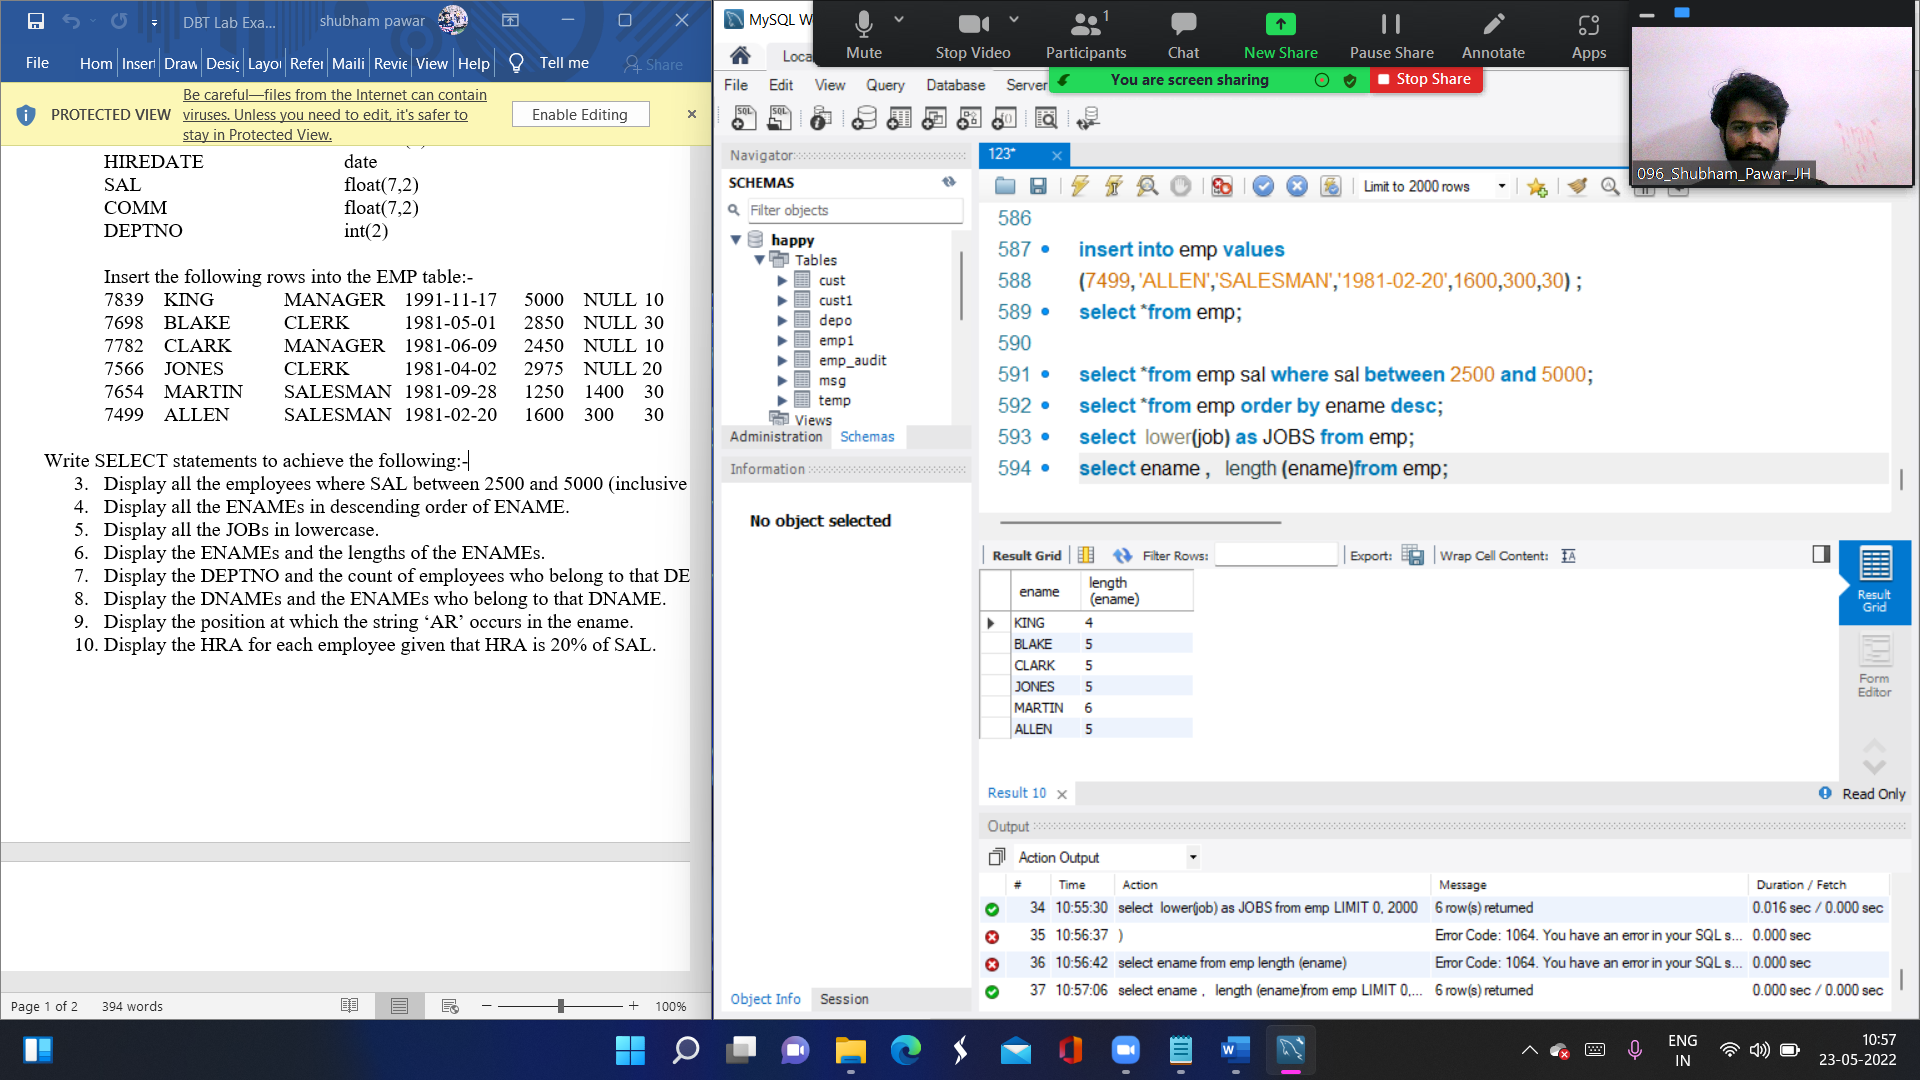 DBT Lab Exa...
shubham pawar
File
Hom
Inser
Draw
Desig
Layou
Refer
Maili
Revie
View
Help
Tell me
Share
PROTECTED VIEW
Be careful—files from the Internet can contain
viruses. Unless you need to edit, it's safer to
stay in Protected View.
Enable Editing
HIREDATE date
SAL float(7,2)
COMM float(7,2)
DEPTNO int(2)
Insert the following rows into the EMP table:-
7839 KING MANAGER 1991-11-17 5000 NULL 10
7698 BLAKE CLERK 1981-05-01 2850 NULL 30
7782 CLARK MANAGER 1981-06-09 2450 NULL 10
7566 JONES CLERK 1981-04-02 2975 NULL 20
7654 MARTIN SALESMAN 1981-09-28 1250 1400 30
7499 ALLEN SALESMAN 1981-02-20 1600 300 30
Write SELECT statements to achieve the following:-
3. Display all the employees where SAL between 2500 and 5000 (inclusive
4. Display all the ENAMEs in descending order of ENAME.
5. Display all the JOBs in lowercase.
6. Display the ENAMEs and the lengths of the ENAMEs.
7. Display the DEPTNO and the count of employees who belong to that DE
8. Display the DNAMEs and the ENAMEs who belong to that DNAME.
9. Display the position at which the string ‘AR’ occurs in the ename.
10. Display the HRA for each employee given that HRA is 20% of SAL.
Page 1 of 2 394 words
100%
MySQL W
Loca
Mute
Stop Video
1
Participants
Chat
New Share
Pause Share
Annotate
Apps
You are screen sharing
Stop Share
096_Shubham_Pawar_JH
File Edit View Query Database Server
Navigator
SCHEMAS
Filter objects
happy
Tables
cust
cust1
depo
emp1
emp_audit
msg
temp
Views
Administration Schemas
Information
No object selected
Object Info Session
123*
Limit to 2000 rows
586
587 insert into emp values
588 (7499,'ALLEN','SALESMAN','1981-02-20',1600,300,30) ;
589 select *from emp;
590
591 select *from emp sal where sal between 2500 and 5000;
592 select *from emp order by ename desc;
593 select lower(job) as JOBS from emp;
594 select ename , length (ename)from emp;
Result Grid Filter Rows: Export: Wrap Cell Content:
ename length (ename)
KING 4
BLAKE 5
CLARK 5
JONES 5
MARTIN 6
ALLEN 5
Result Grid
Form Editor
Result 10
Read Only
Output
Action Output
# Time Action Message Duration / Fetch
34 10:55:30 select lower(job) as JOBS from emp LIMIT 0, 2000 6 row(s) returned 0.016 sec / 0.000 sec
35 10:56:37 ) Error Code: 1064. You have an error in your SQL s... 0.000 sec
36 10:56:42 select ename from emp length (ename) Error Code: 1064. You have an error in your SQL s... 0.000 sec
37 10:57:06 select ename , length (ename)from emp LIMIT 0,... 6 row(s) returned 0.000 sec / 0.000 sec
ENG
IN
10:57
23-05-2022